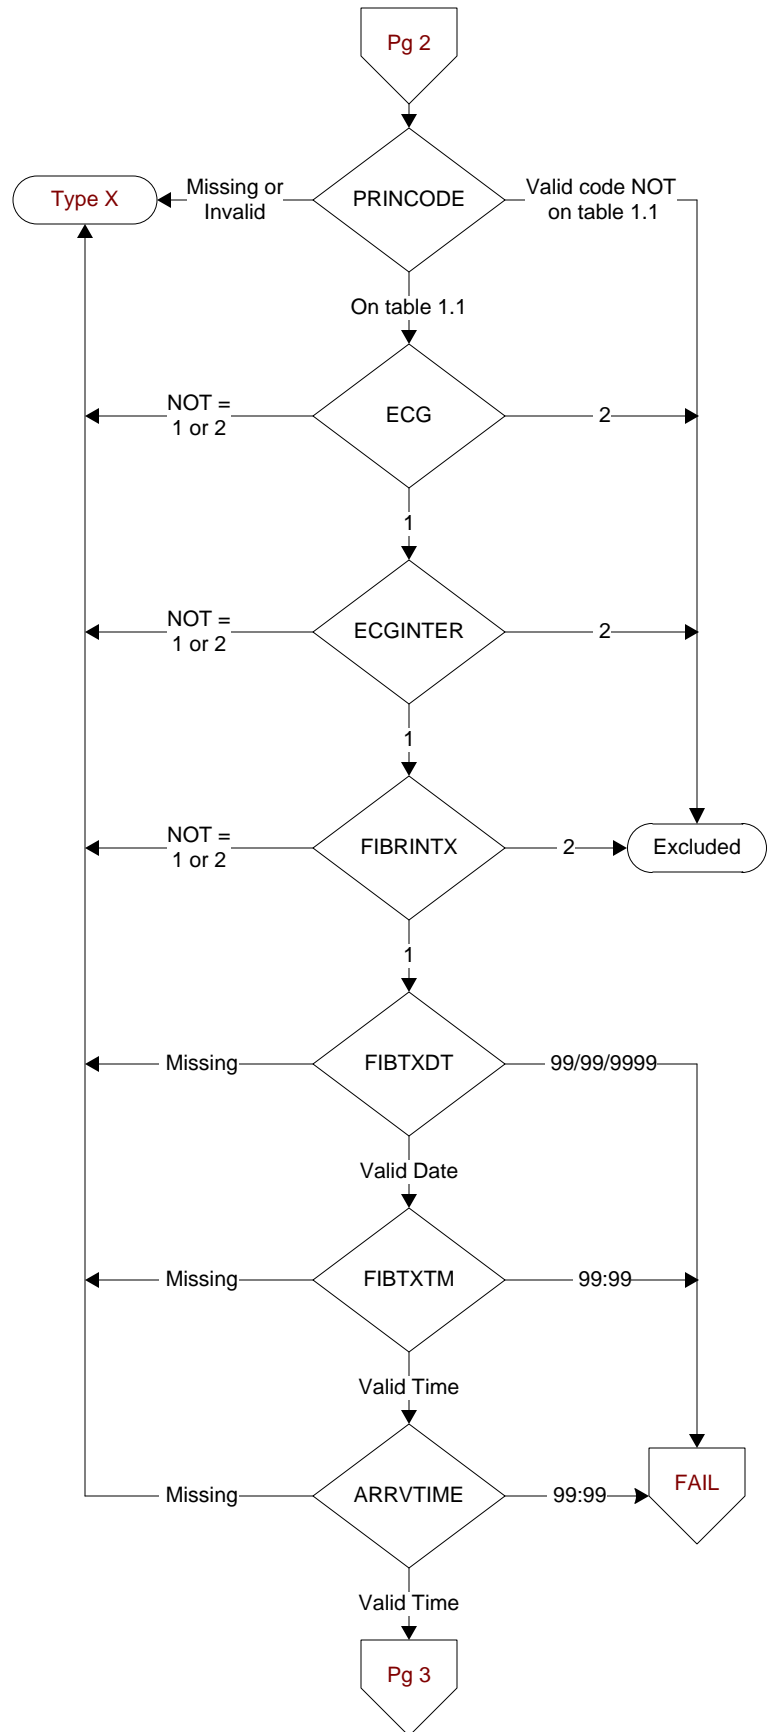 Pg 2
Type X
Missing or
Invalid
PRINCODE
Valid code NOT
on table 1.1
On table 1.1
NOT =
1 or 2
ECG
2
1
NOT =
1 or 2
ECGINTER
2
1
NOT =
1 or 2
FIBRINTX
2
Excluded
1
Missing
FIBTXDT
99/99/9999
Valid Date
Missing
FIBTXTM
99:99
Valid Time
Missing
ARRVTIME
99:99
FAIL
Valid Time
Pg 3